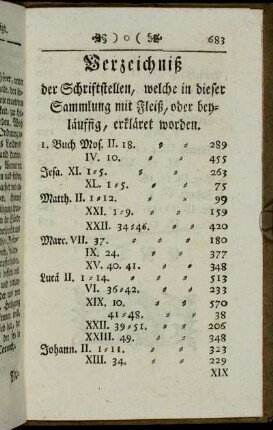 ) o (
683
Verzeichniß
der Schriftstellen, welche in dieser
Sammlung mit Fleiß, oder bey-
läuffig, erkläret worden.
1. Buch Mos. II. 18. = = 289
IV. 10. = = 455
Jesa. XI. 1=5. = = 263
XL. 1=5. = = 75
Matth. II. 1=12. = = 99
XXI. 1=9. = = 159
XXII. 34=46. = = 420
Marc. VII. 37. = = 180
IX. 24. = = 377
XV. 40. 41. = = 348
Lucä II. 1=14. = = 513
VI. 36=42. = = 233
XIX. 10. = = 570
41=48. = = 38
XXII. 39=51. = = 206
XXIII. 49. = = 348
Johann. II. 1=11. = = 323
XIII. 34. = = 229
XIX